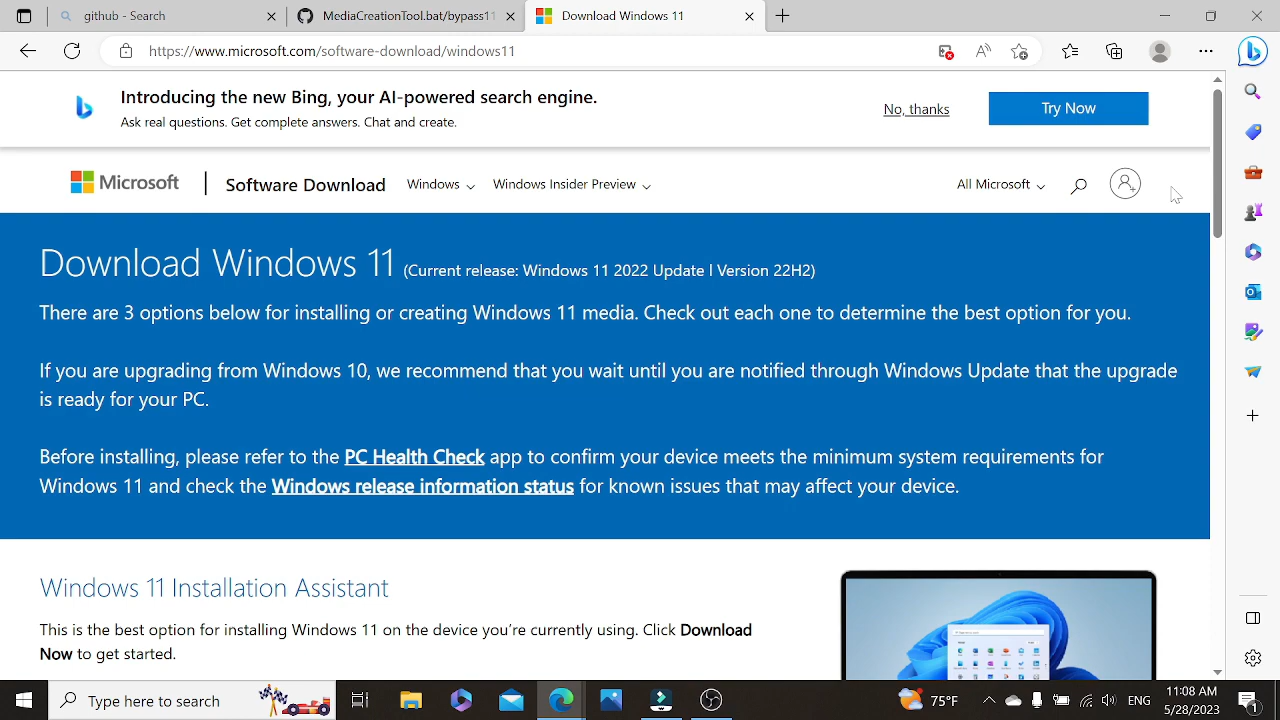 github - Search
MediaCreationTool.bat/bypass11
Download Windows 11
https://www.microsoft.com/software-download/windows11
Introducing the new Bing, your AI-powered search engine.
Ask real questions. Get complete answers. Chat and create.
No, thanks
Try Now
Microsoft
Software Download
Windows
Windows Insider Preview
All Microsoft
Download Windows 11 (Current release: Windows 11 2022 Update l Version 22H2)
There are 3 options below for installing or creating Windows 11 media. Check out each one to determine the best option for you.
If you are upgrading from Windows 10, we recommend that you wait until you are notified through Windows Update that the upgrade
is ready for your PC.
Before installing, please refer to the PC Health Check app to confirm your device meets the minimum system requirements for
Windows 11 and check the Windows release information status for known issues that may affect your device.
Windows 11 Installation Assistant
This is the best option for installing Windows 11 on the device you're currently using. Click Download
Now to get started.
Type here to search
75°F
ENG
11:08 AM
5/28/2023
1